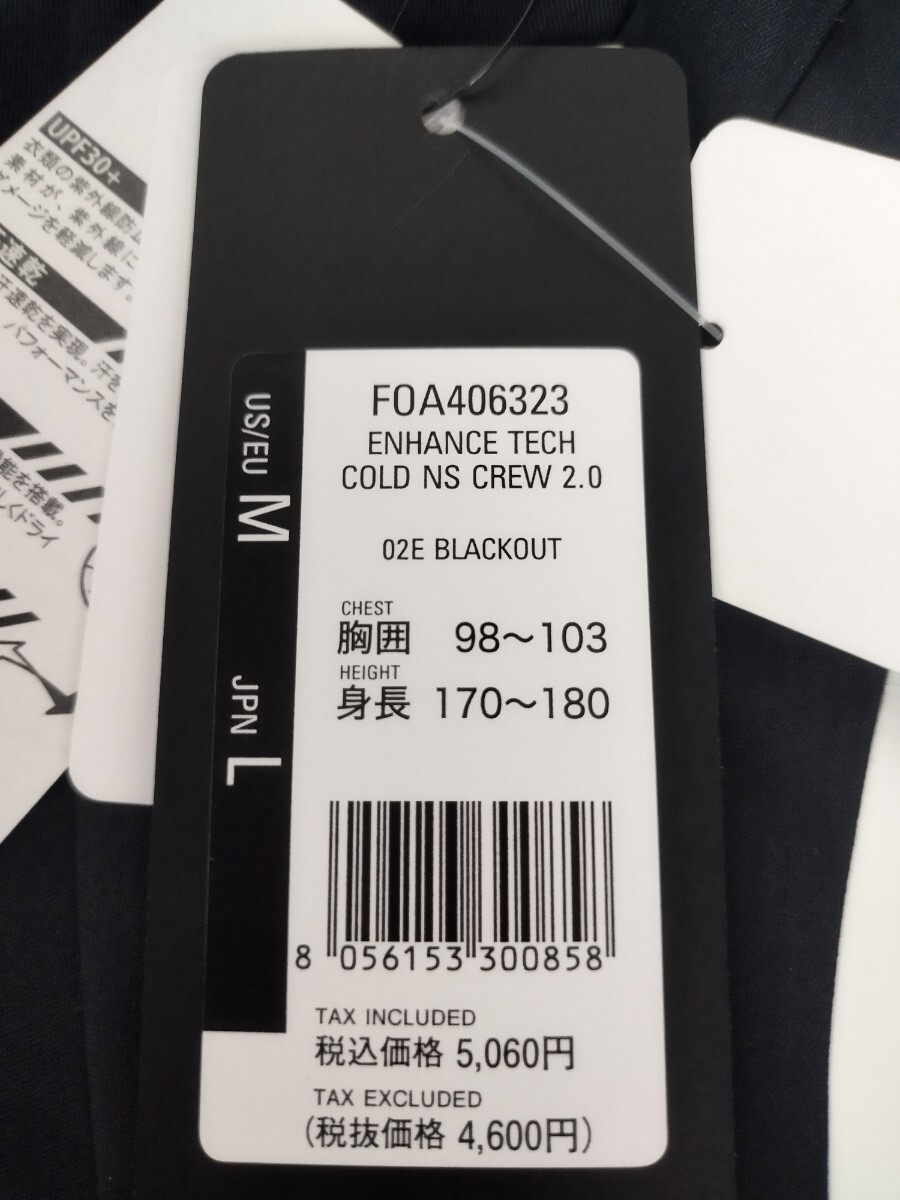 UPF30+
衣類の紫外線防止
素材が、紫外線に
ダメージを軽減します。
速乾
汗速乾を実現。汗を
パフォーマンスを
能を搭載。
しくドライ
US/EU M
JPN L
FOA406323
ENHANCE TECH
COLD NS CREW 2.0
02E BLACKOUT
CHEST
胸囲 98〜103
HEIGHT
身長 170〜180
8 056153 300858
TAX INCLUDED
税込価格 5,060円
TAX EXCLUDED
(税抜価格 4,600円)